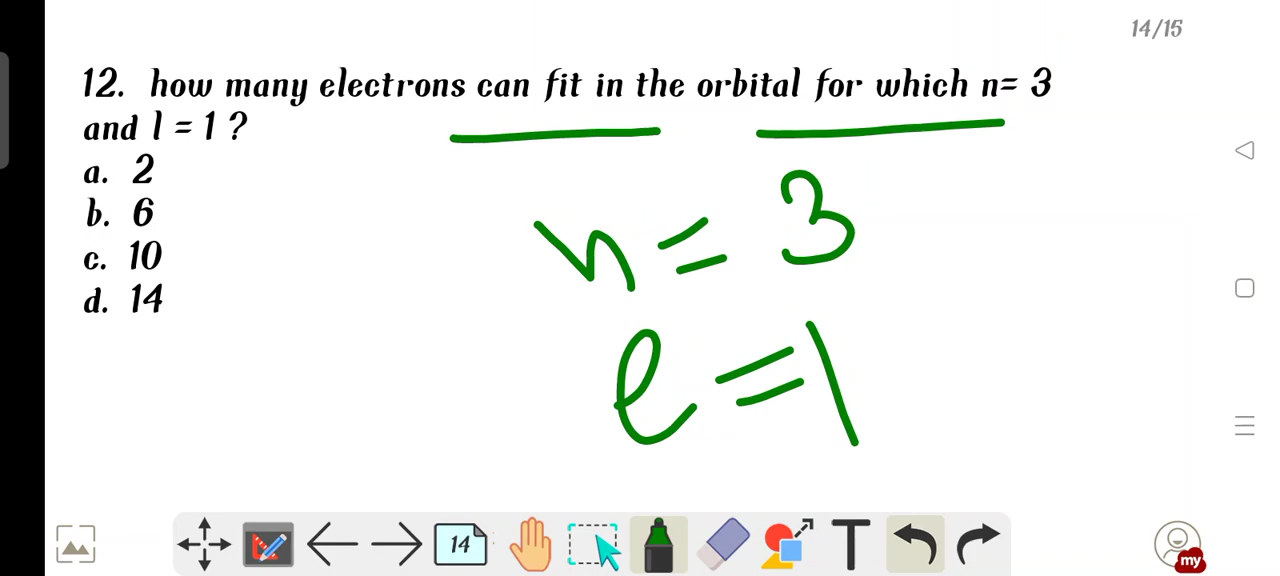 14/15
12. how many electrons can fit in the orbital for which n= 3
and l = 1 ?
a. 2
b. 6
c. 10
d. 14
n = 3
l = 1
14
T
my